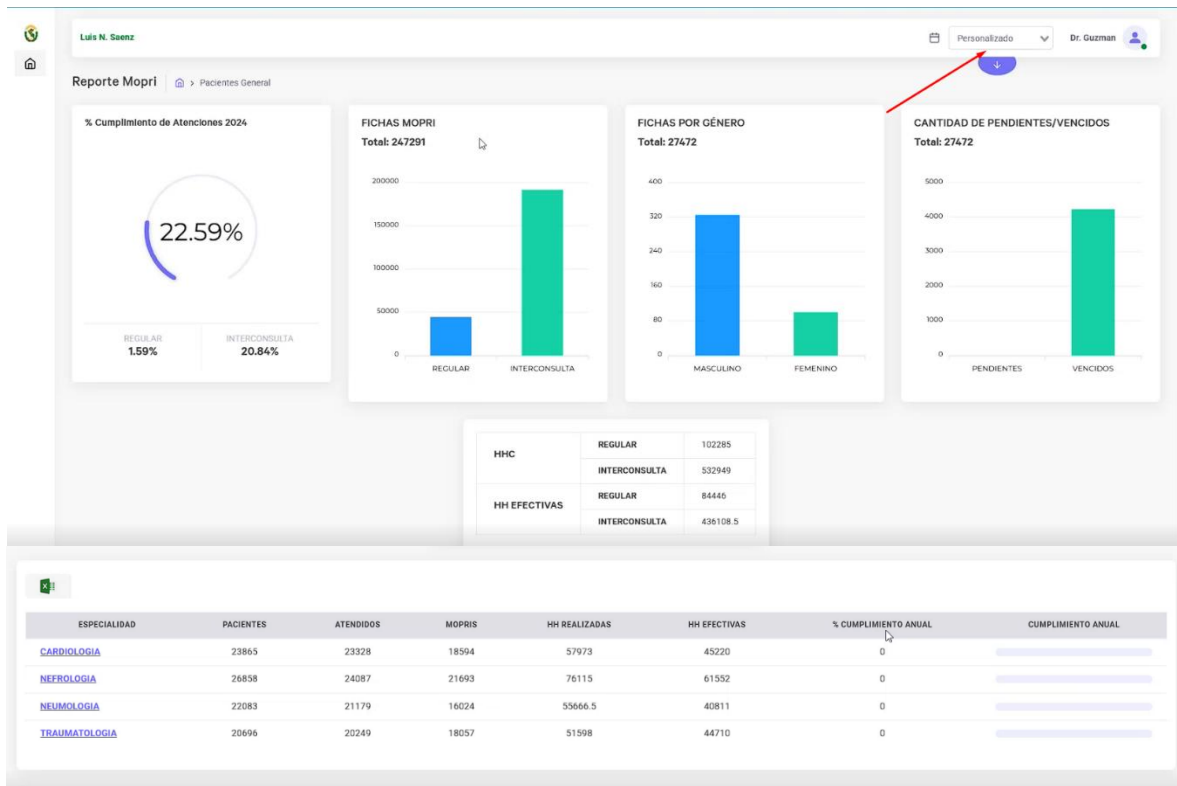 Luis N. Saenz
Personalizado
Dr. Guzman
Reporte Mopri
> Pacientes General
% Cumplimiento de Atenciones 2024
22.59%
REGULAR INTERCONSULTA
1.59% 20.84%
FICHAS MOPRI
Total: 247291
200000
150000
100000
50000
0
REGULAR INTERCONSULTA
FICHAS POR GÉNERO
Total: 27472
400
320
240
160
80
0
MASCULINO FEMENINO
CANTIDAD DE PENDIENTES/VENCIDOS
Total: 27472
5000
4000
3000
2000
1000
0
PENDIENTES VENCIDOS
HHC REGULAR 102285
INTERCONSULTA 532949
HH EFECTIVAS REGULAR 84446
INTERCONSULTA 436108.5
ESPECIALIDAD PACIENTES ATENDIDOS MOPRIS HH REALIZADAS HH EFECTIVAS % CUMPLIMIENTO ANUAL CUMPLIMIENTO ANUAL
CARDIOLOGIA 23865 23328 18594 57973 45220 0
NEFROLOGIA 26858 24087 21693 76115 61552 0
NEUMOLOGIA 22083 21179 16024 55666.5 40811 0
TRAUMATOLOGIA 20696 20249 18057 51598 44710 0